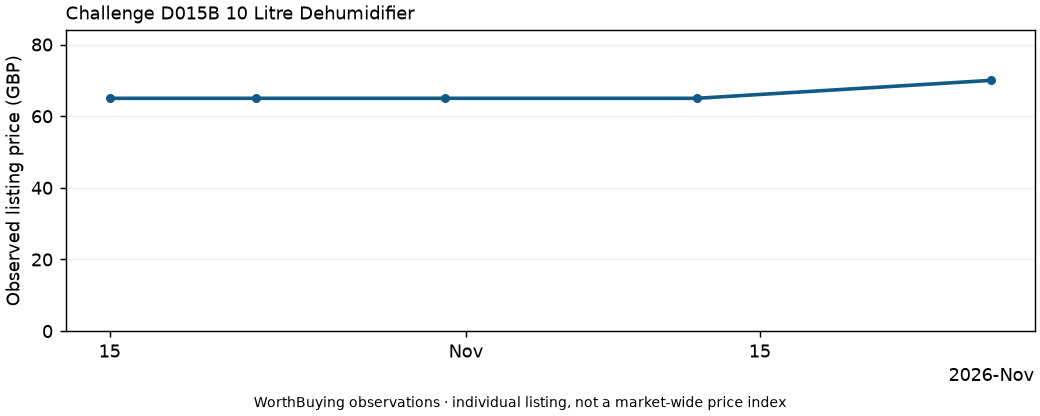 Challenge D015B 10 Litre Dehumidifier
Observed listing price (GBP)
80
60
40
20
0
15
Nov
15
2026-Nov
WorthBuying observations · individual listing, not a market-wide price index